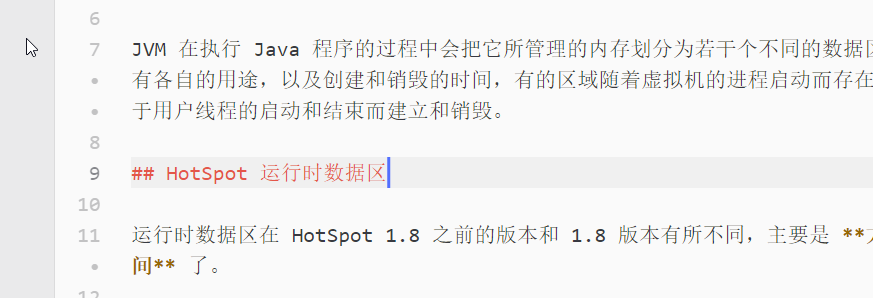 6
7 JVM 在执行 Java 程序的过程中会把它所管理的内存划分为若干个不同的数据区
• 有各自的用途，以及创建和销毁的时间，有的区域随着虚拟机的进程启动而存在
• 于用户线程的启动和结束而建立和销毁。
8
9 ## HotSpot 运行时数据区
10
11 运行时数据区在 HotSpot 1.8 之前的版本和 1.8 版本有所不同，主要是 **
• 间** 了。
12